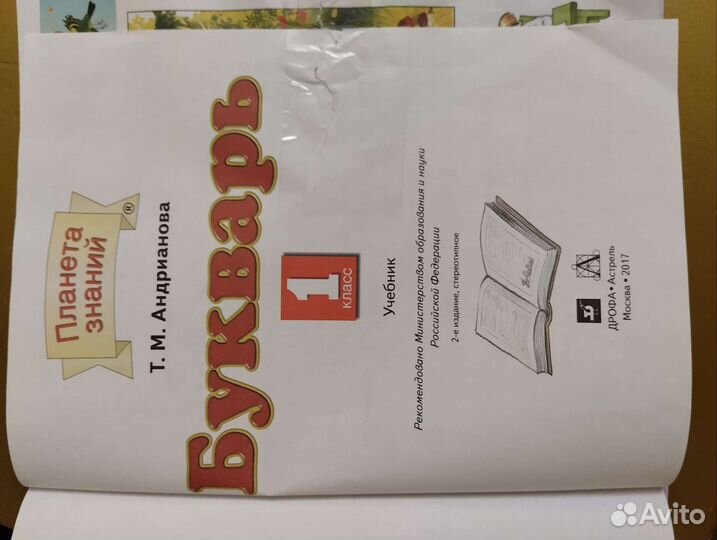 Планета
знаний
®
Т. М. Андрианова
Букварь
1
класс
Учебник
Рекомендовано Министерством образования и науки
Российской Федерации
2-е издание, стереотипное
ДРОФА • Астрель
Москва • 2017
Avito